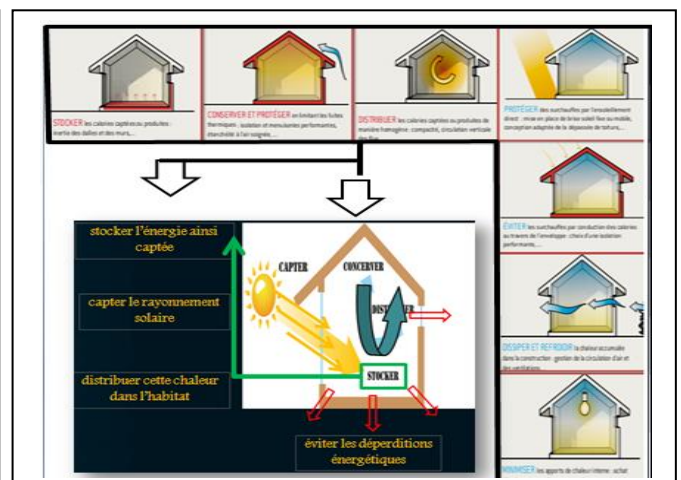 STOCKER les calories captées ou produites :
inertie des dalles et des murs,...
CONSERVER ET PROTÉGER en limitant les fuites
thermiques : isolation et menuiseries performantes,
étanchéité à l'air soignée,...
DISTRIBUER les calories captées ou produites de
manière homogène : compacité, circulation verticale
des flux
PROTÉGER des surchauffes par l'ensoleillement
direct : mise en place de brise soleil fixe ou mobile,
conception adaptée de la dépassée de toiture,...
ÉVITER les surchauffes par conduction des calories
au travers de l'enveloppe : choix d'une isolation
performante,...
DISSIPER ET REFROIDIR la chaleur accumulée
dans la construction : gestion de la circulation d'air et
des ventilations
MINIMISER les apports de chaleur interne : achat
stocker l'énergie ainsi
captée
capter le rayonnement
solaire
distribuer cette chaleur
dans l'habitat
CAPTER
CONCERVER
STOCKER
éviter les déperditions
énergétiques